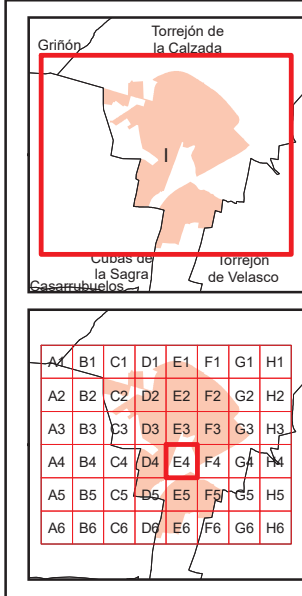 Torrejón de
la Calzada
Griñón
I
Cubas de
la Sagra
Torrejón
de Velasco
Casarrubuelos
A1 B1 C1 D1 E1 F1 G1 H1
A2 B2 C2 D2 E2 F2 G2 H2
A3 B3 C3 D3 E3 F3 G3 H3
A4 B4 C4 D4 E4 F4 G4 H4
A5 B5 C5 D5 E5 F5 G5 H5
A6 B6 C6 D6 E6 F6 G6 H6